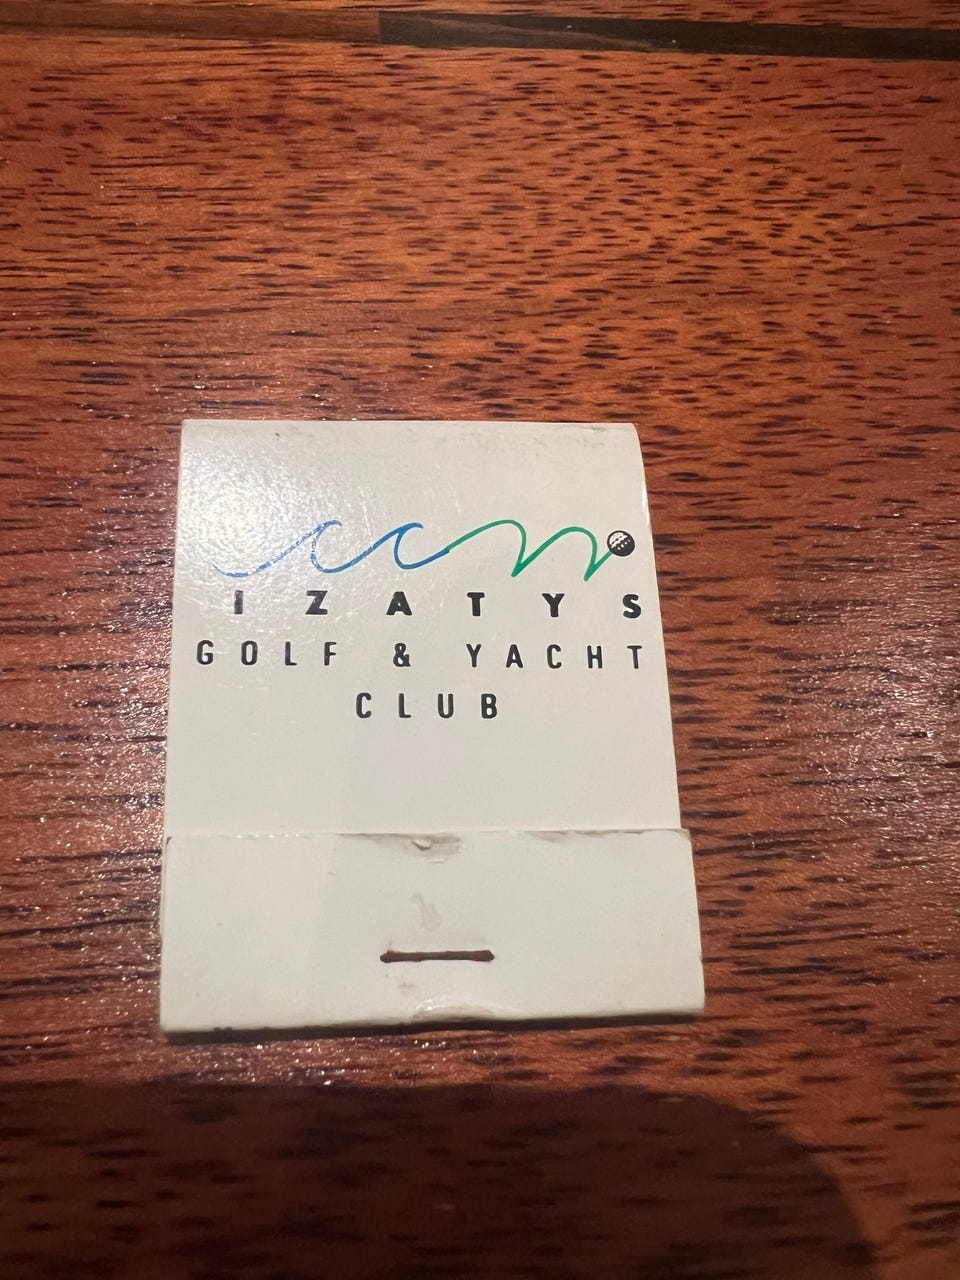 IZATYS
GOLF & YACHT
CLUB